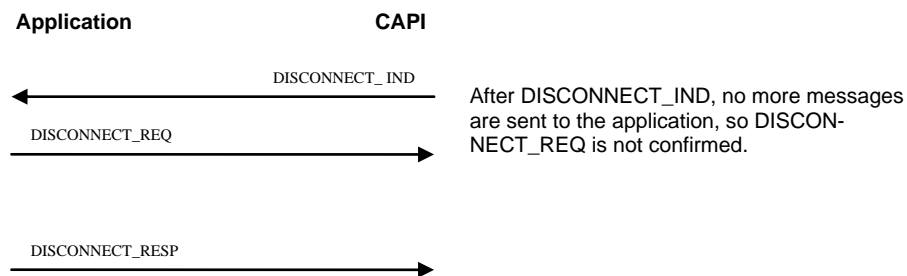 Application CAPI
DISCONNECT_ IND
After DISCONNECT_IND, no more messages
are sent to the application, so DISCON-
NECT_REQ is not confirmed.
DISCONNECT_REQ
DISCONNECT_RESP